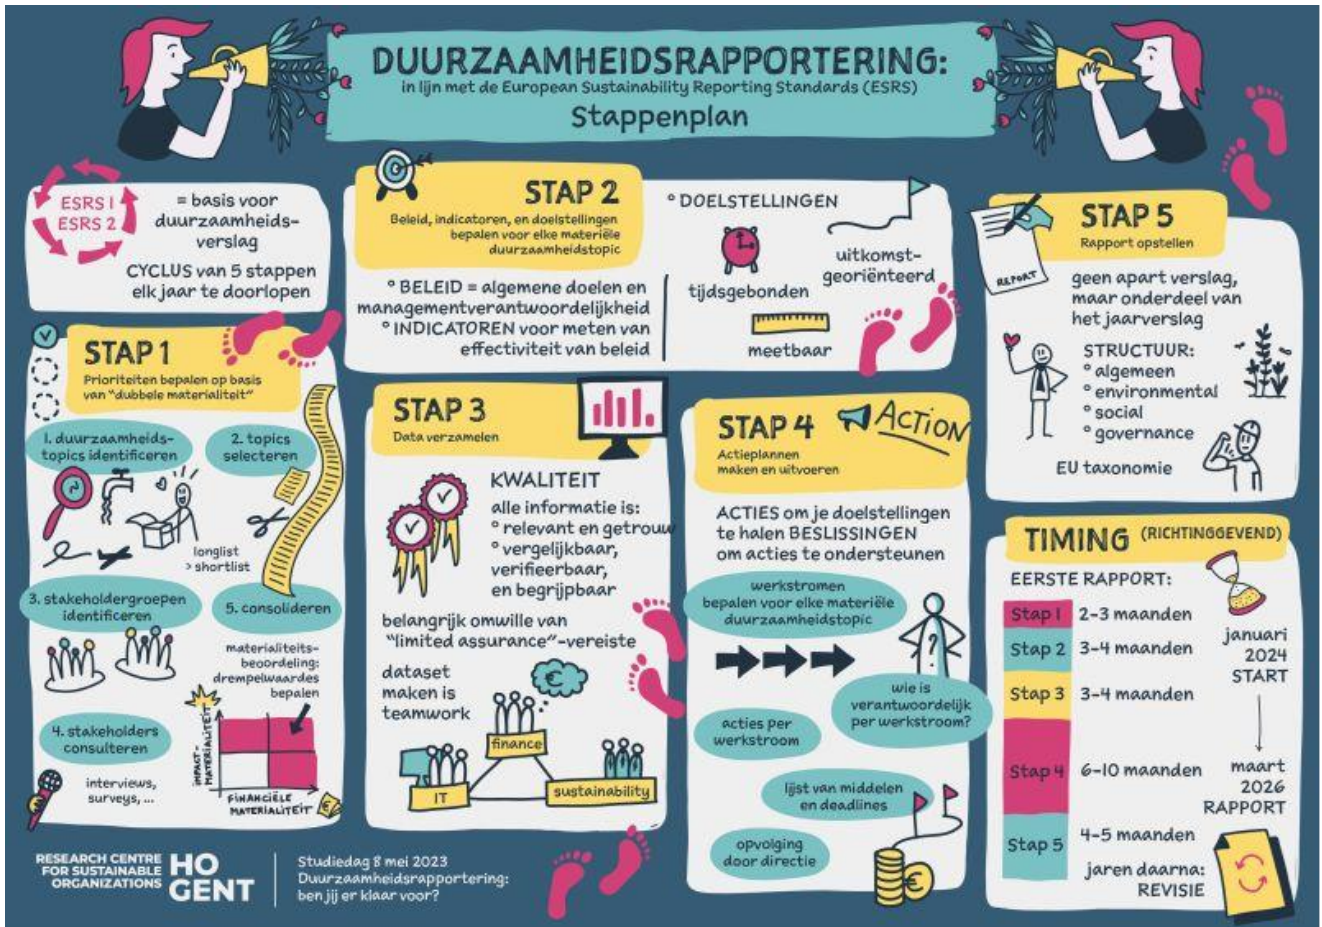 DUURZAAMHEIDSRAPPORTERING:
in lijn met de European Sustainability Reporting Standards (ESRS)
Stappenplan
ESRS 1
ESRS 2
= basis voor
duurzaamheids-
verslag
CYCLUS van 5 stappen
elk jaar te doorlopen
STAP 1
Prioriteiten bepalen op basis
van "dubbele materialiteit"
1. duurzaamheids-
topics identificeren
2. topics
selecteren
longlist
> shortlist
3. stakeholdergroepen
identificeren
5. consolideren
materialiteits-
beoordeling:
drempelwaardes
bepalen
4. stakeholders
consulteren
interviews,
surveys, ...
IMPACT-
MATERIALITEIT
FINANCIËLE
MATERIALITEIT
€
€
STAP 2
Beleid, indicatoren, en doelstellingen
bepalen voor elke materiële
duurzaamheidstopic
° BELEID = algemene doelen en
managementverantwoordelijkheid
° INDICATOREN voor meten van
effectiviteit van beleid
° DOELSTELLINGEN
uitkomst-
georiënteerd
tijdsgebonden
meetbaar
STAP 3
Data verzamelen
KWALITEIT
alle informatie is:
° relevant en getrouw
° vergelijkbaar,
verifieerbaar,
en begrijpbaar
belangrijk omwille van
"limited assurance"-vereiste
dataset
maken is
teamwork
€
finance
IT
sustainability
STAP 4
Actieplannen
maken en uitvoeren
ACTION
ACTIES om je doelstellingen
te halen BESLISSINGEN
om acties te ondersteunen
werkstromen
bepalen voor elke materiële
duurzaamheidstopic
?
wie is
verantwoordelijk
per werkstroom?
acties per
werkstroom
lijst van middelen
en deadlines
opvolging
door directie
€
STAP 5
Rapport opstellen
REPORT
geen apart verslag,
maar onderdeel van
het jaarverslag
STRUCTUUR:
° algemeen
° environmental
° social
° governance
EU taxonomie
TIMING (RICHTINGGEVEND)
EERSTE RAPPORT:
Stap 1 2-3 maanden
Stap 2 3-4 maanden
Stap 3 3-4 maanden
Stap 4 6-10 maanden
Stap 5 4-5 maanden
januari
2024
START
maart
2026
RAPPORT
jaren daarna:
REVISIE
RESEARCH CENTRE
FOR SUSTAINABLE
ORGANIZATIONS
HO
GENT
Studiedag 8 mei 2023
Duurzaamheidsrapportering:
ben jij er klaar voor?